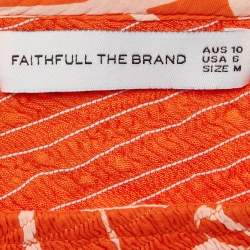 FAITHFULL THE BRAND
AUS 10
USA 6
SIZE M